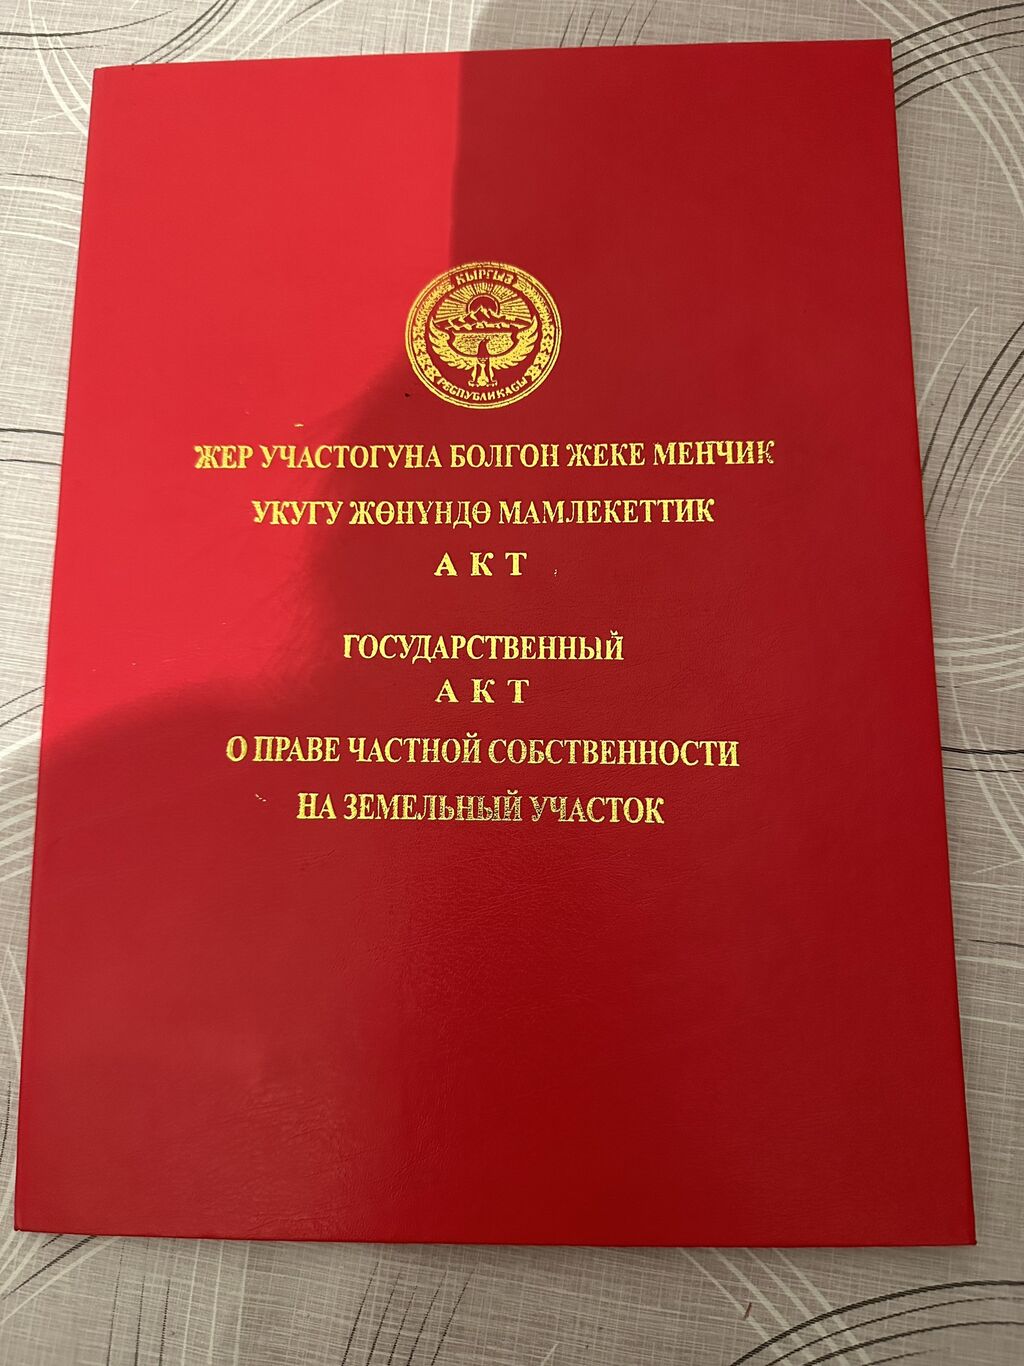 КЫРГЫЗ
РЕСПУБЛИКАСЫ
ЖЕР УЧАСТОГУНА БОЛГОН ЖЕКЕ МЕНЧИК
УКУГУ ЖӨНҮНДӨ МАМЛЕКЕТТИК
АКТ
ГОСУДАРСТВЕННЫЙ
АКТ
О ПРАВЕ ЧАСТНОЙ СОБСТВЕННОСТИ
НА ЗЕМЕЛЬНЫЙ УЧАСТОК